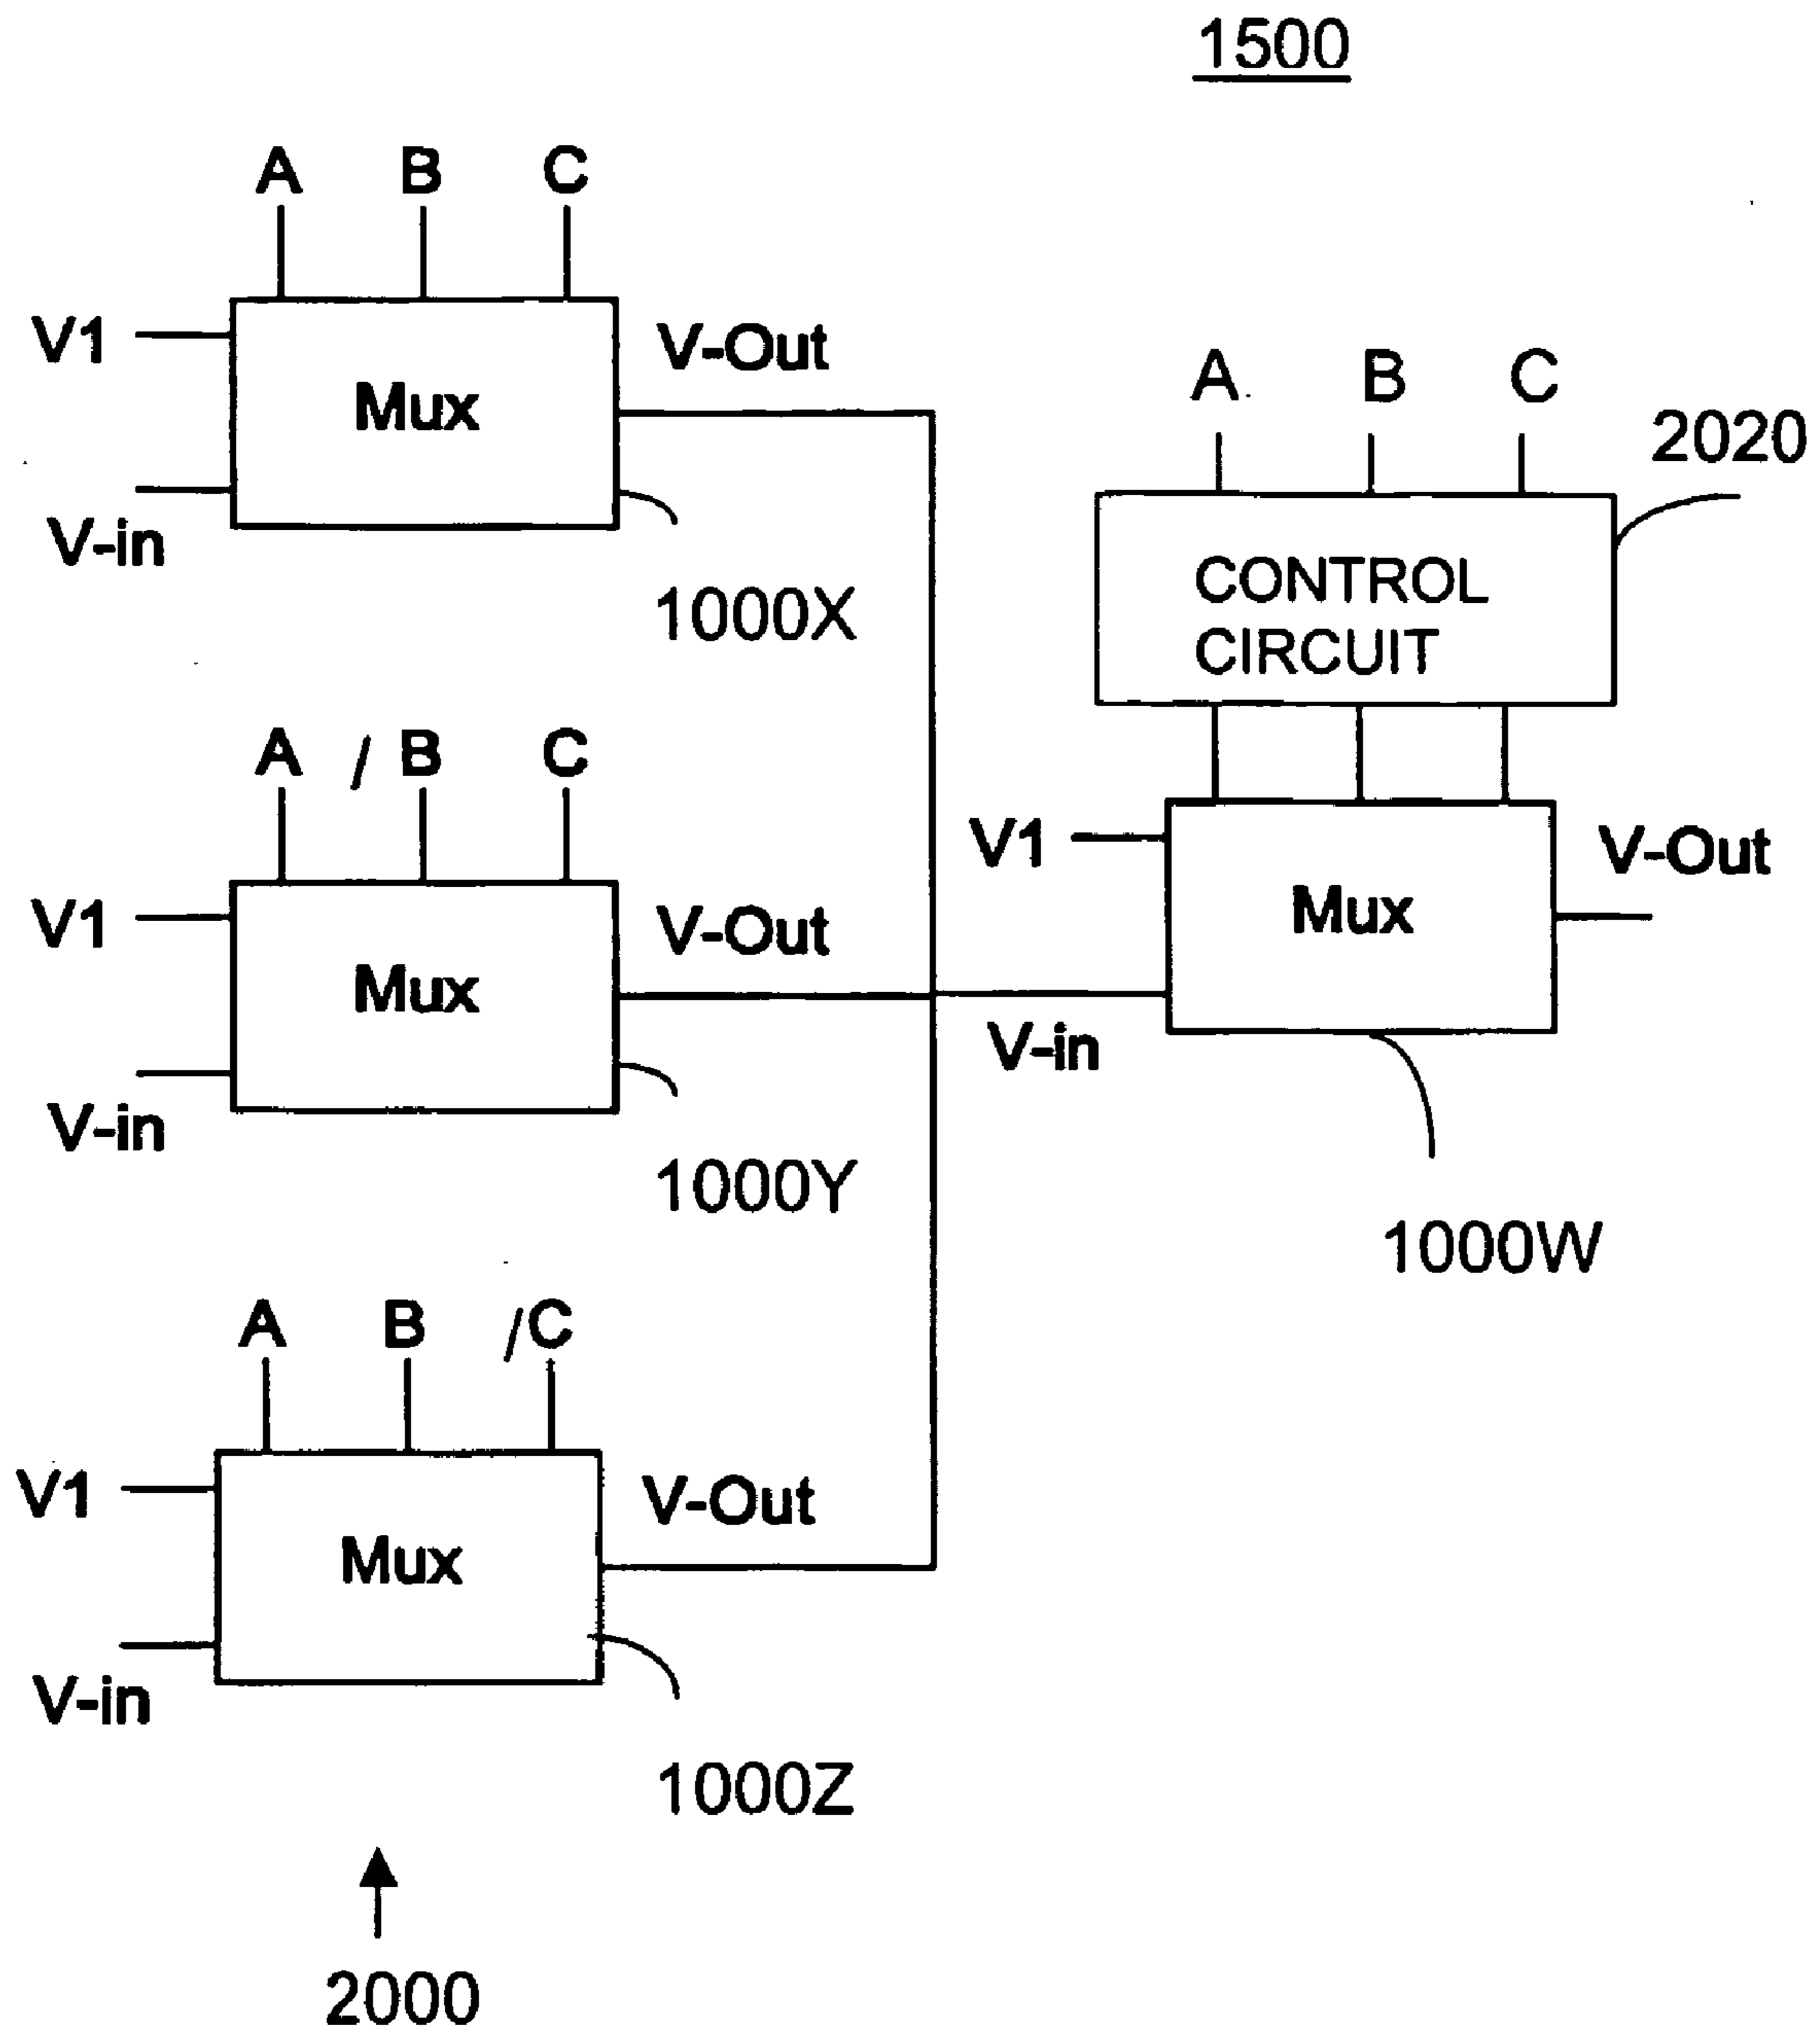 1500
A B C
V1
V-Out
Mux
V-in
1000X
A B C
2020
CONTROL
CIRCUIT
A / B C
V1
V-Out
Mux
V-in
1000Y
V1
V-Out
Mux
V-in
1000W
A B /C
V1
V-Out
Mux
V-in
1000Z
2000